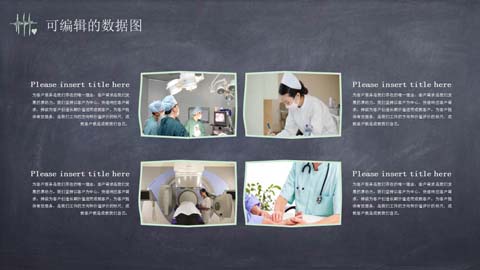 可编辑的数据图
Please insert title here
为客户服务是我们存在的唯一理由，客户需求是我们发
展的原动力。我们坚持以客户为中心，快速响应客户需
求，持续为客户创造长期价值进而成就客户。为客户提
供有效服务，是我们工作的方向和价值评价的标尺，成
就客户就是成就我们自己。
Please insert title here
为客户服务是我们存在的唯一理由，客户需求是我们发
展的原动力。我们坚持以客户为中心，快速响应客户需
求，持续为客户创造长期价值进而成就客户。为客户提
供有效服务，是我们工作的方向和价值评价的标尺，成
就客户就是成就我们自己。
Please insert title here
为客户服务是我们存在的唯一理由，客户需求是我们发
展的原动力。我们坚持以客户为中心，快速响应客户需
求，持续为客户创造长期价值进而成就客户。为客户提
供有效服务，是我们工作的方向和价值评价的标尺，成
就客户就是成就我们自己。
Please insert title here
为客户服务是我们存在的唯一理由，客户需求是我们发
展的原动力。我们坚持以客户为中心，快速响应客户需
求，持续为客户创造长期价值进而成就客户。为客户提
供有效服务，是我们工作的方向和价值评价的标尺，成
就客户就是成就我们自己。